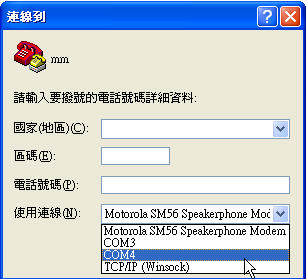 連線到
mm
請輸入要撥號的電話號碼詳細資料:
國家(地區)(C):
區碼(E):
電話號碼(P):
使用連線(N): Motorola SM56 Speakerphone Mod
Motorola SM56 Speakerphone Modem
COM3
COM4
TCP/IP (Winsock)